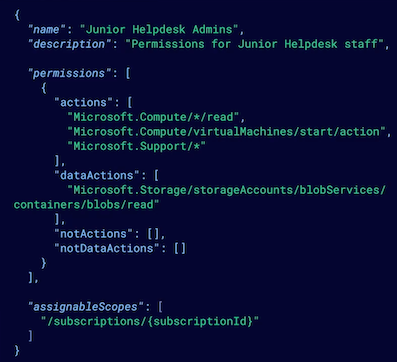 {
  "name": "Junior Helpdesk Admins",
  "description": "Permissions for Junior Helpdesk staff",

  "permissions": [
    {
      "actions": [
        "Microsoft.Compute/*/read",
        "Microsoft.Compute/virtualMachines/start/action",
        "Microsoft.Support/*"
      ],
      "dataActions": [
        "Microsoft.Storage/storageAccounts/blobServices/
containers/blobs/read"
      ],
      "notActions": [],
      "notDataActions": []
    }
  ],

  "assignableScopes": [
    "/subscriptions/{subscriptionId}"
  ]
}